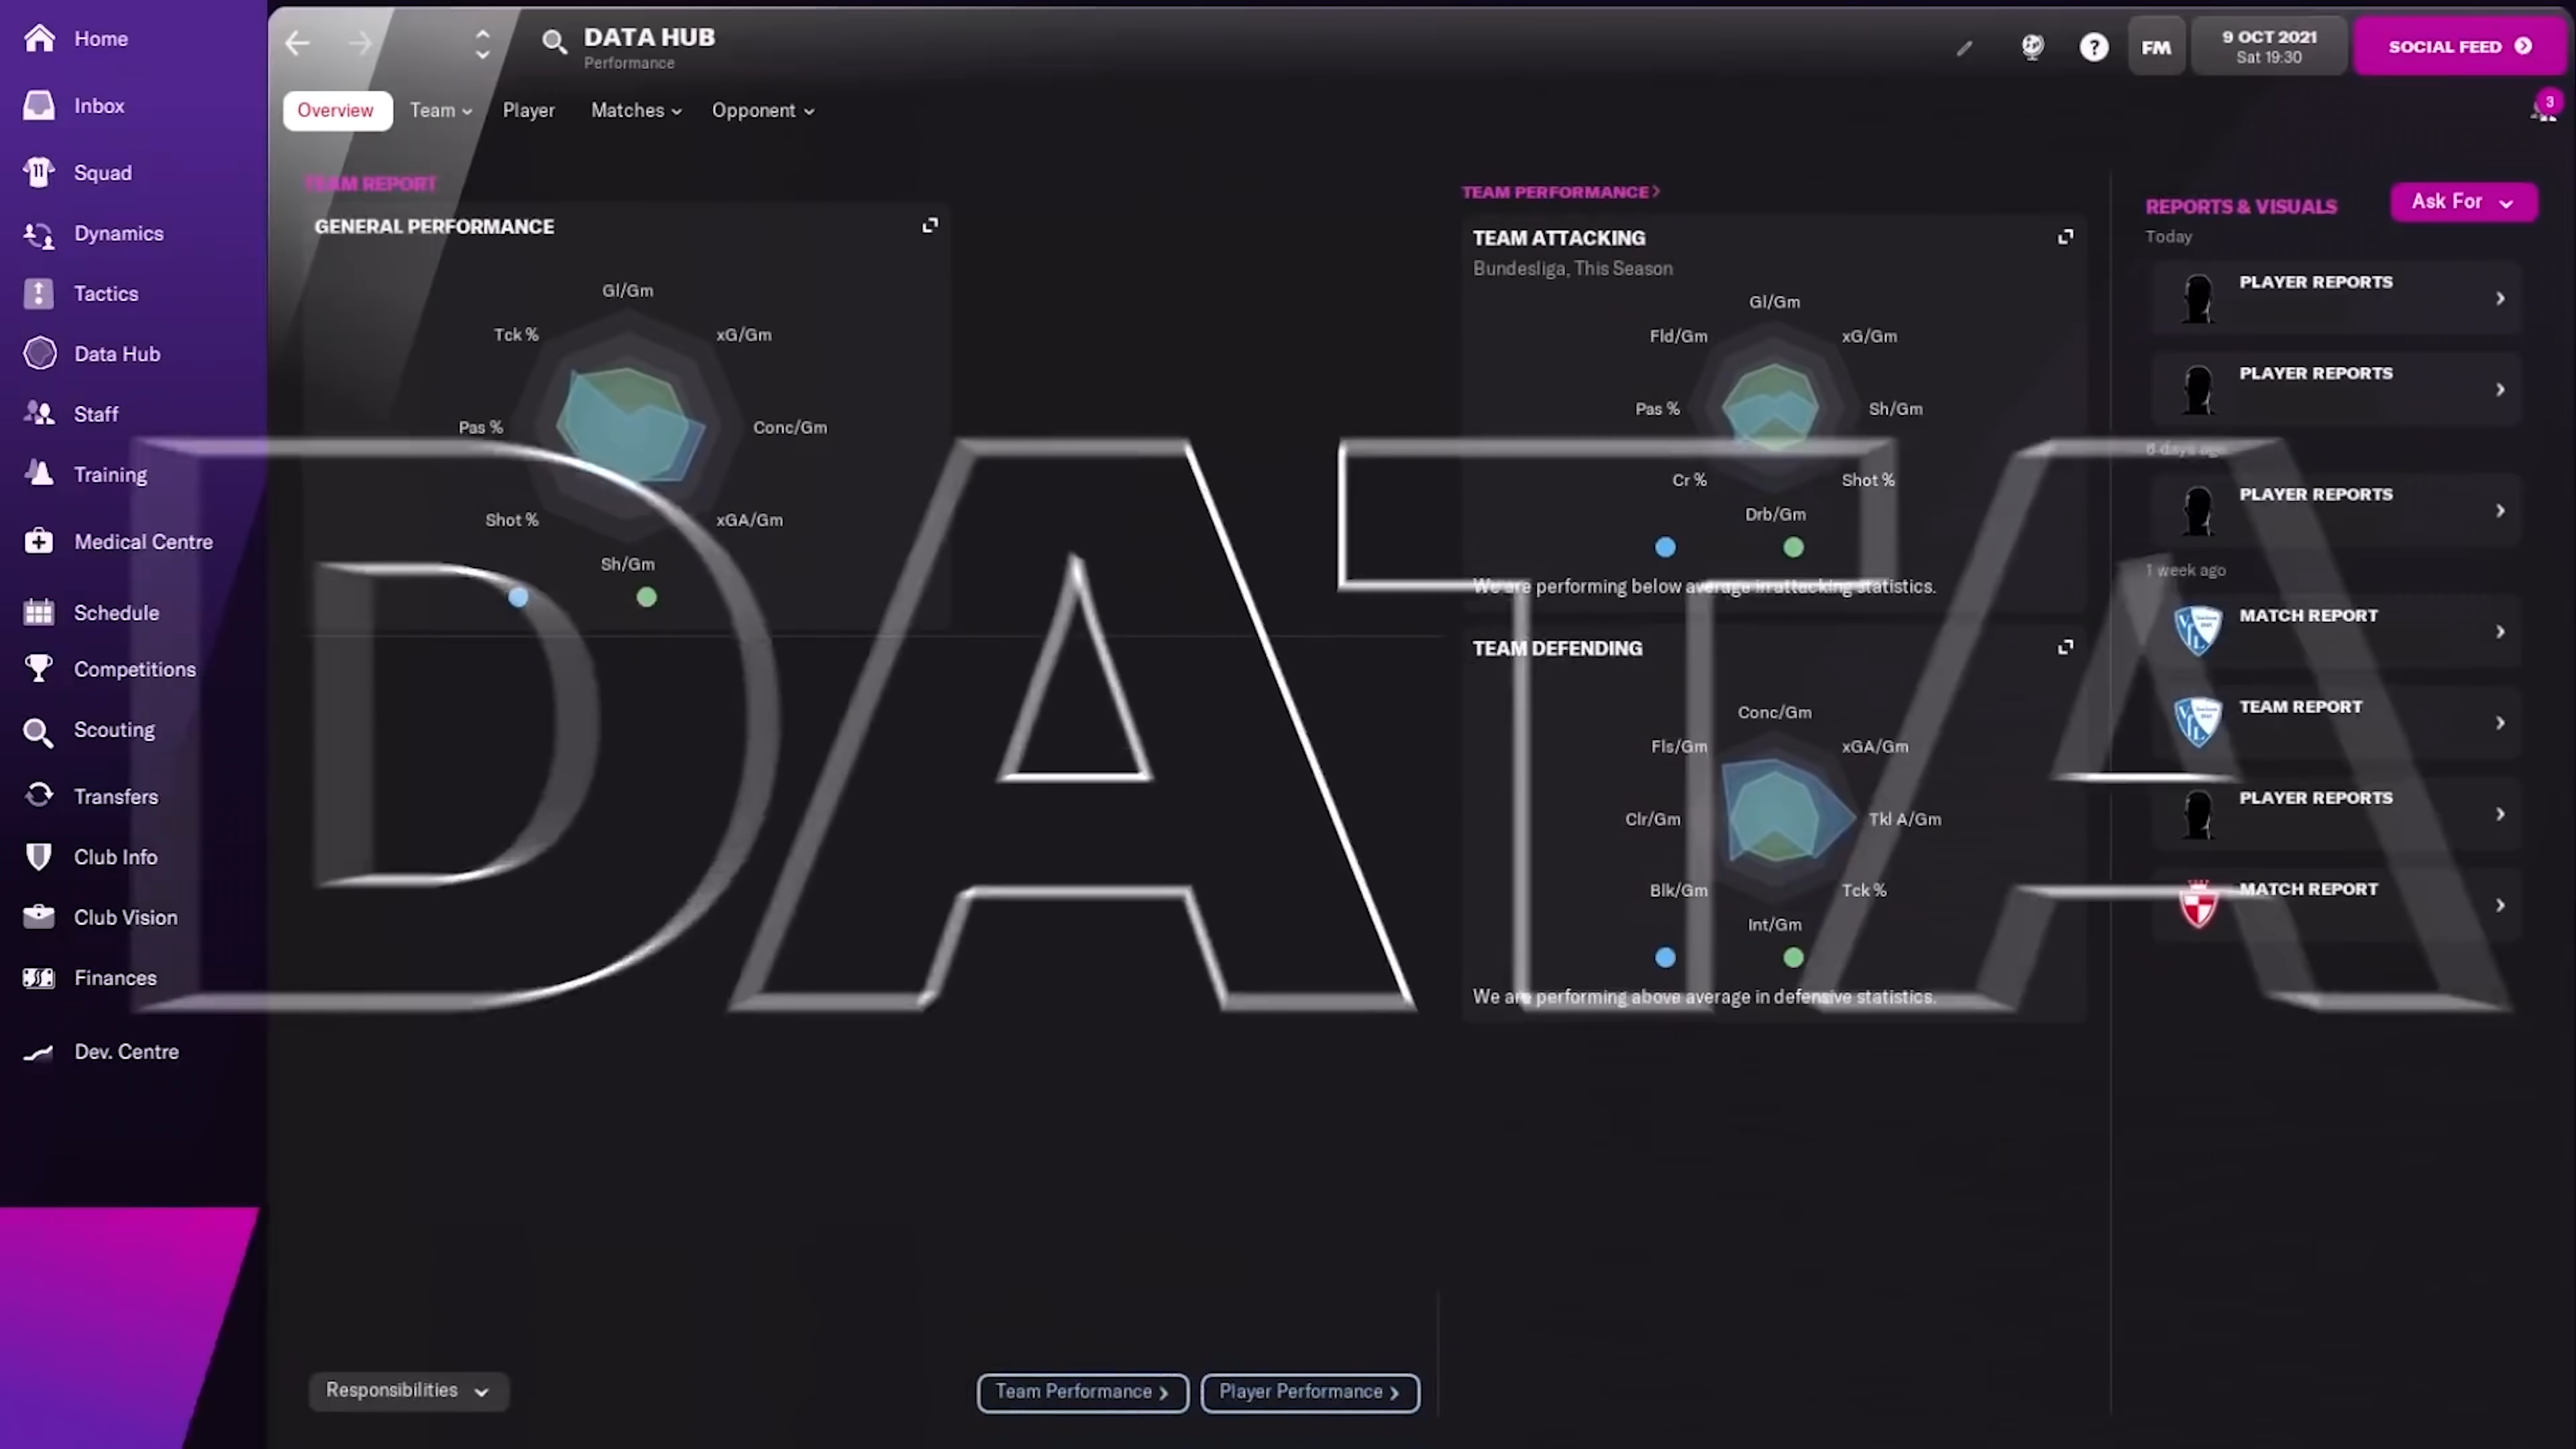 Home
Inbox
Squad
Dynamics
Tactics
Data Hub
Staff
Training
Medical Centre
Schedule
Competitions
Scouting
Transfers
Club Info
Club Vision
Finances
Dev. Centre
DATA HUB
Performance
FM
9 OCT 2021
Sat 19:30
SOCIAL FEED
Overview
Team
Player
Matches
Opponent
3
TEAM REPORT
GENERAL PERFORMANCE
Gl/Gm
Tck %
xG/Gm
Pas %
Conc/Gm
Shot %
xGA/Gm
Sh/Gm
TEAM PERFORMANCE
TEAM ATTACKING
Bundesliga, This Season
Gl/Gm
Fld/Gm
xG/Gm
Pas %
Sh/Gm
Cr %
Shot %
Drb/Gm
We are performing below average in attacking statistics.
TEAM DEFENDING
Conc/Gm
Fls/Gm
xGA/Gm
Clr/Gm
Tkl A/Gm
Blk/Gm
Tck %
Int/Gm
We are performing above average in defensive statistics.
REPORTS & VISUALS
Ask For
Today
PLAYER REPORTS
PLAYER REPORTS
6 days ago
PLAYER REPORTS
1 week ago
MATCH REPORT
TEAM REPORT
PLAYER REPORTS
MATCH REPORT
DATA
Responsibilities
Team Performance
Player Performance